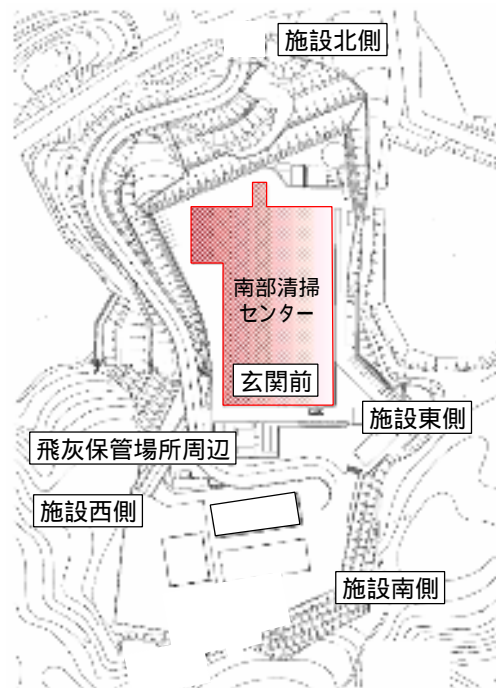 施設北側
南部清掃
センター
玄関前
施設東側
飛灰保管場所周辺
施設西側
施設南側